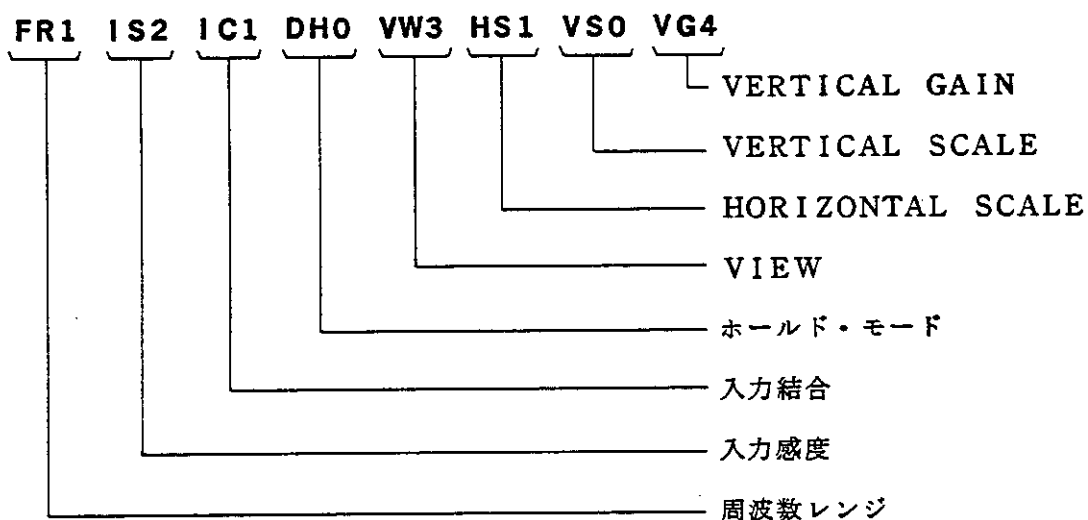 FR1 IS2 IC1 DH0 VW3 HS1 VS0 VG4
VERTICAL GAIN
VERTICAL SCALE
HORIZONTAL SCALE
VIEW
ホールド・モード
入力結合
入力感度
周波数レンジ